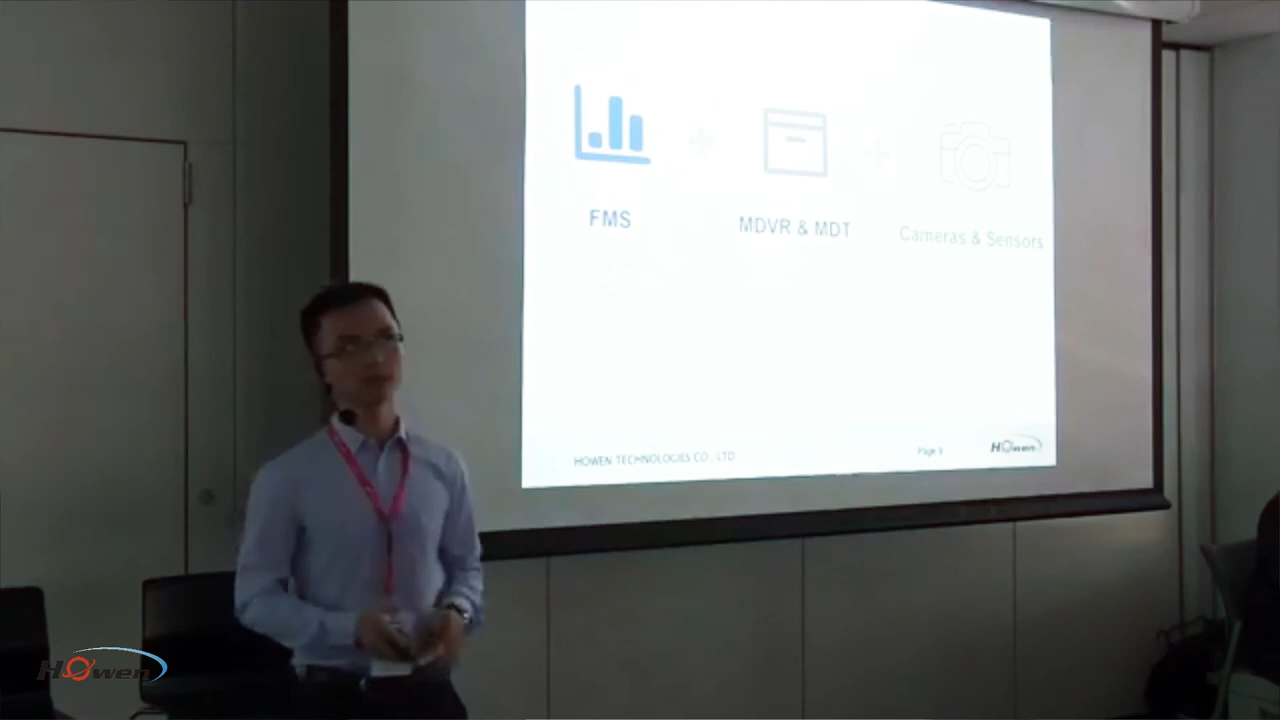 FMS
MDVR & MDT
Cameras & Sensors
HOWEN TECHNOLOGIES CO., LTD
Page 9
HOwen
HOwen